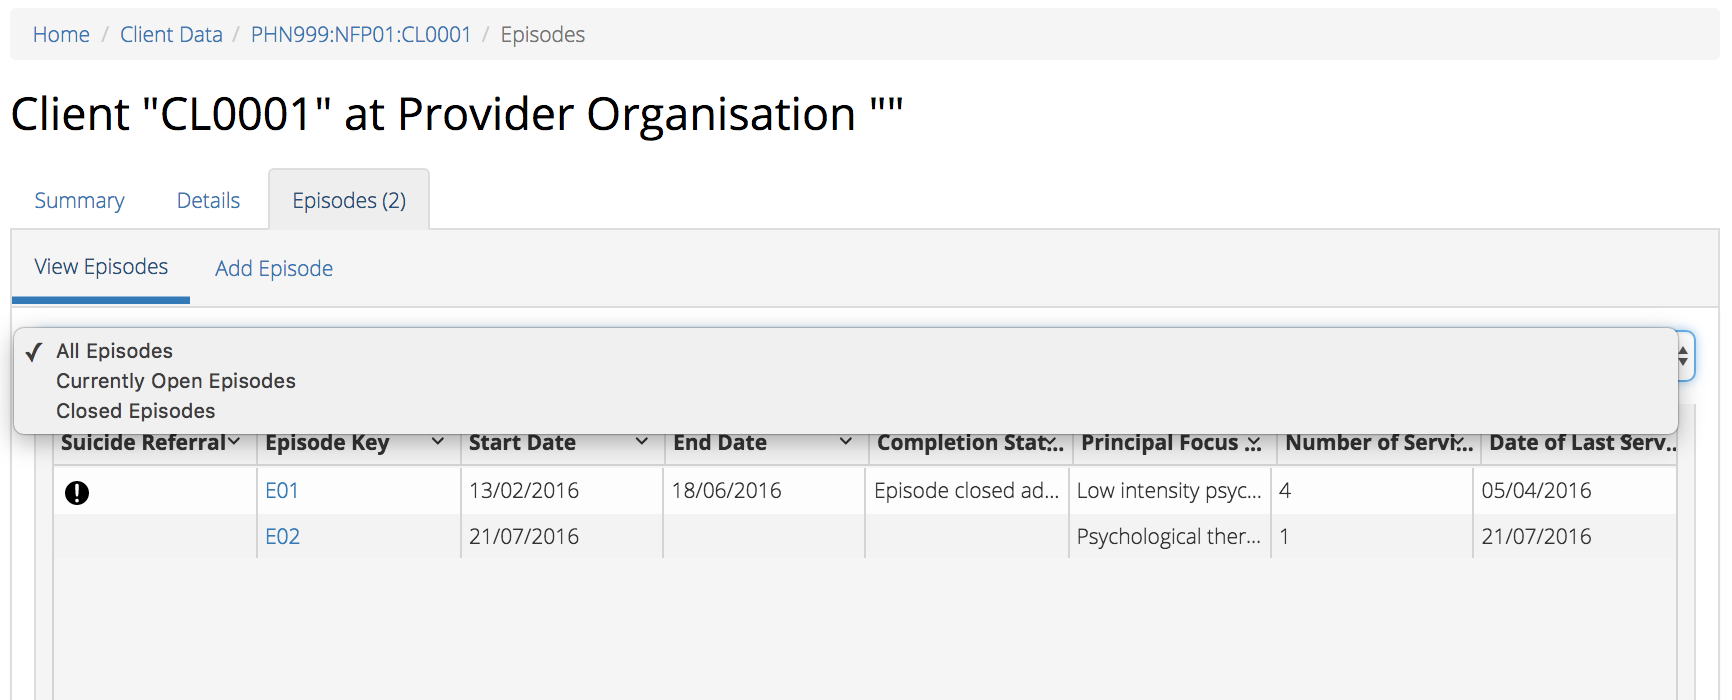 Home / Client Data / PHN999:NFP01:CL0001 / Episodes
Client "CL0001" at Provider Organisation ""
Summary Details Episodes (2)
View Episodes Add Episode
✓ All Episodes
Currently Open Episodes
Closed Episodes
Suicide Referral Episode Key Start Date End Date Completion Stat... Principal Focus ... Number of Servi... Date of Last Serv...
E01 13/02/2016 18/06/2016 Episode closed ad... Low intensity psyc... 4 05/04/2016
E02 21/07/2016 Psychological ther... 1 21/07/2016